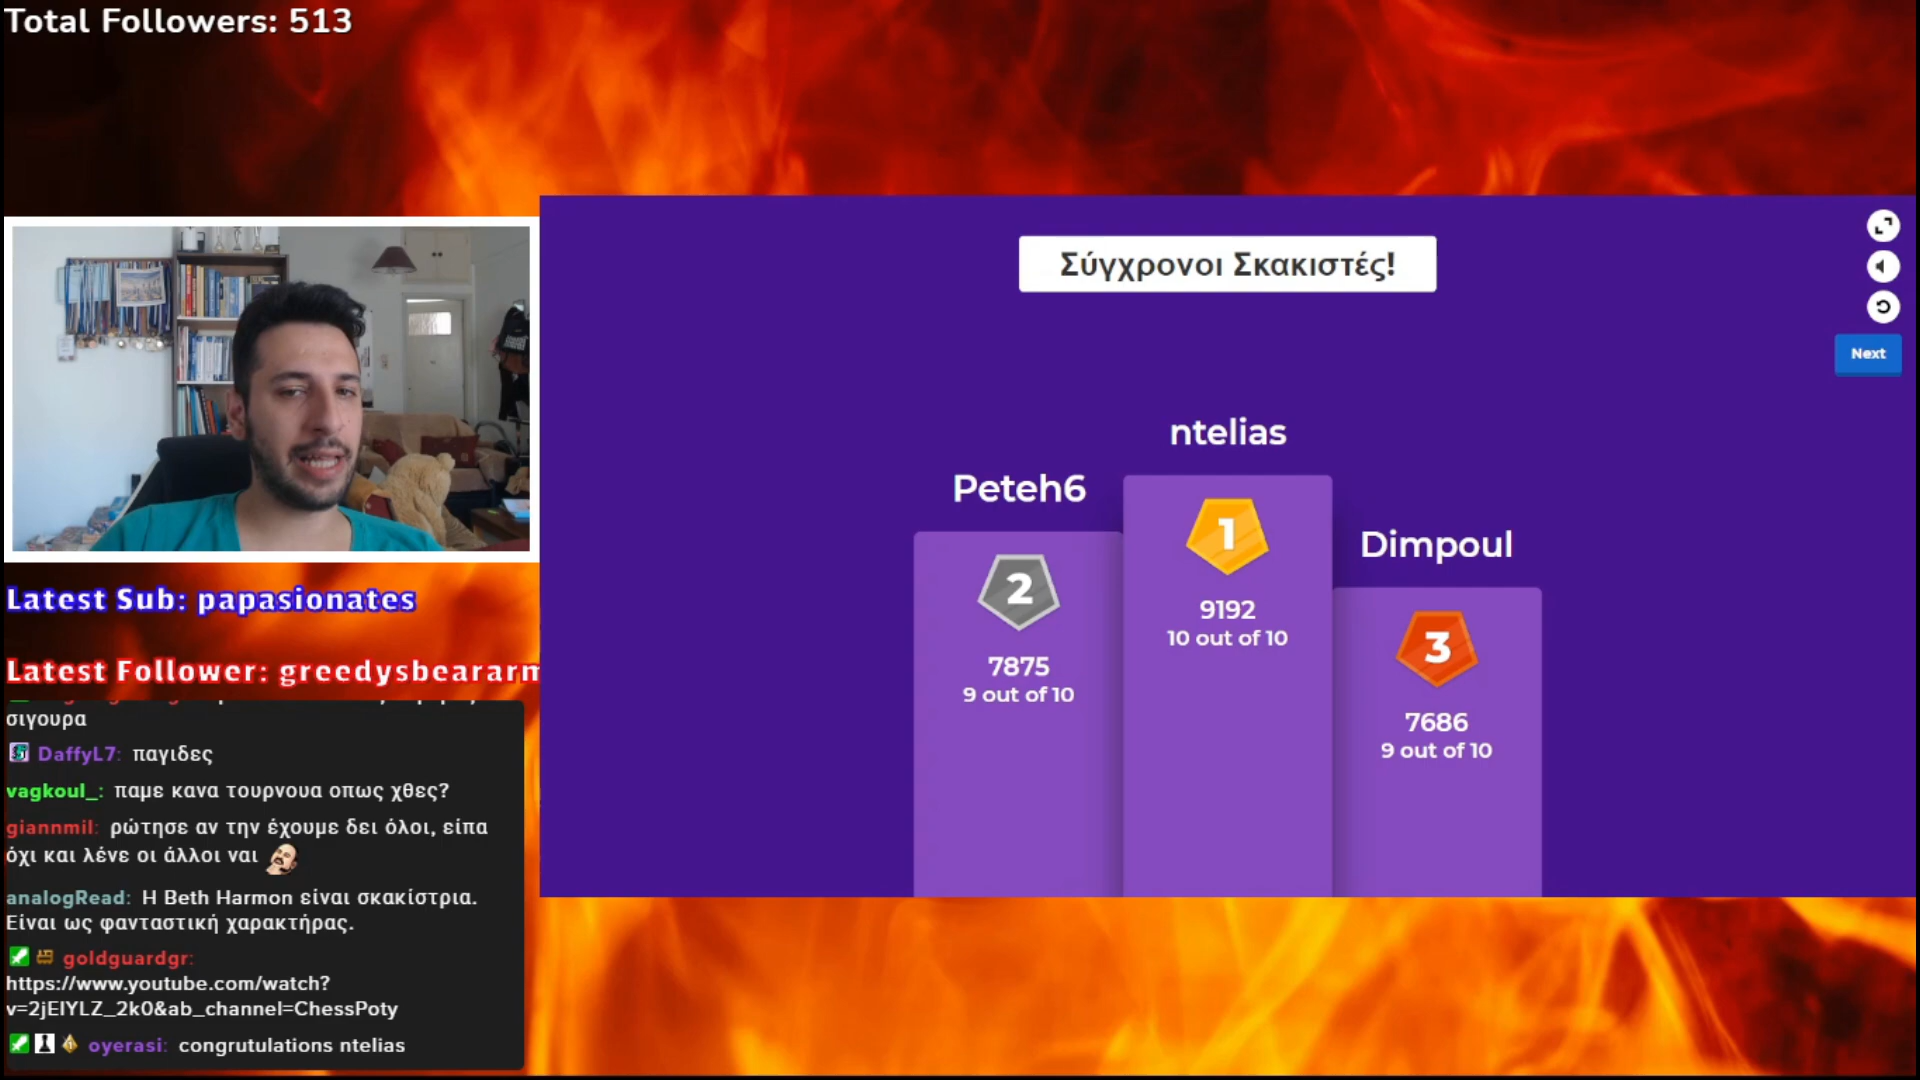 Total Followers: 513
Σύγχρονοι Σκακιστές!
Next
ntelias
Peteh6
Dimpoul
1
9192
10 out of 10
2
7875
9 out of 10
3
7686
9 out of 10
Latest Sub: papasionates
Latest Follower: greedysbeararm
σιγουρα
DaffyL7: παγιδες
vagkoul_: παμε κανα τουρνουα οπως χθες?
giannmil: ρώτησε αν την έχουμε δει όλοι, είπα
όχι και λένε οι άλλοι ναι
analogRead: Η Beth Harmon είναι σκακίστρια.
Είναι ως φανταστική χαρακτήρας.
goldguardgr:
https://www.youtube.com/watch?
v=2jEIYLZ_2k0&ab_channel=ChessPoty
oyerasi: congrutulations ntelias